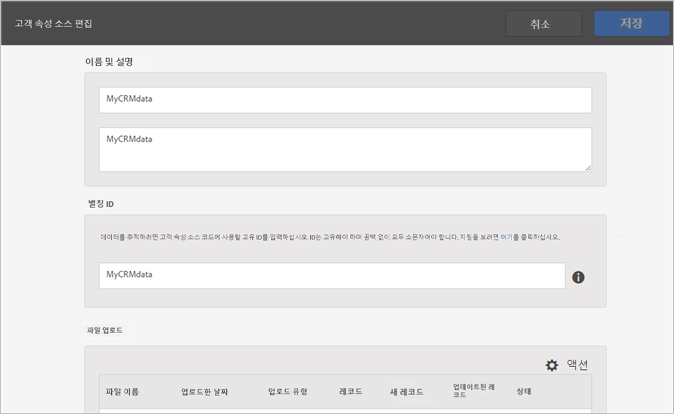 고객 속성 소스 편집
취소
저장
이름 및 설명
MyCRMdata
MyCRMdata
별칭 ID
데이터를 추적하려면 고객 속성 소스 코드에 사용할 고유 ID를 입력하십시오. ID는 고유해야 하며 공백 없이 모두 소문자여야 합니다. 지침을 보려면 여기를 클릭하십시오.
MyCRMdata
파일 업로드
액션
파일 이름 업로드한 날짜 업로드 유형 레코드 새 레코드 업데이트된 레
코드 상태